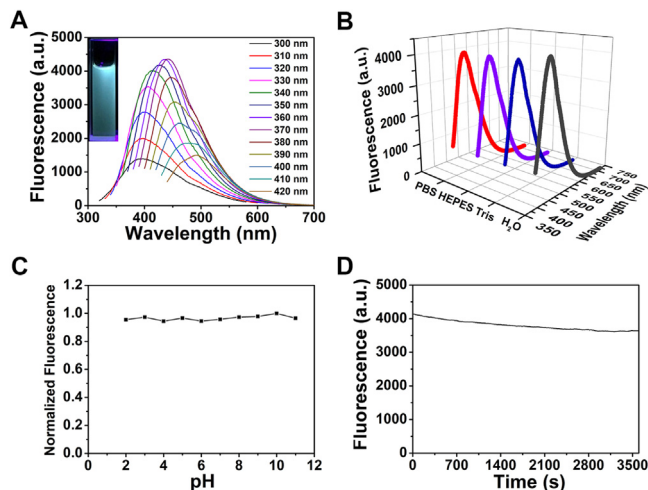 A
Fluorescence (a.u.)
5000
4000
3000
2000
1000
0
300 400 500 600 700
Wavelength (nm)
300 nm
310 nm
320 nm
330 nm
340 nm
350 nm
360 nm
370 nm
380 nm
390 nm
400 nm
410 nm
420 nm
B
Fluorescence (a.u.)
4000
3000
2000
1000
0
PBS HEPES Tris H2O
350 400 450 500 550 600 650 700 750
Wavelength (nm)
C
Normalized Fluorescence
1.2
1.0
0.8
0.6
0.4
0.2
0.0
0 2 4 6 8 10 12
pH
D
Fluorescence (a.u.)
5000
4000
3000
2000
1000
0
0 700 1400 2100 2800 3500
Time (s)